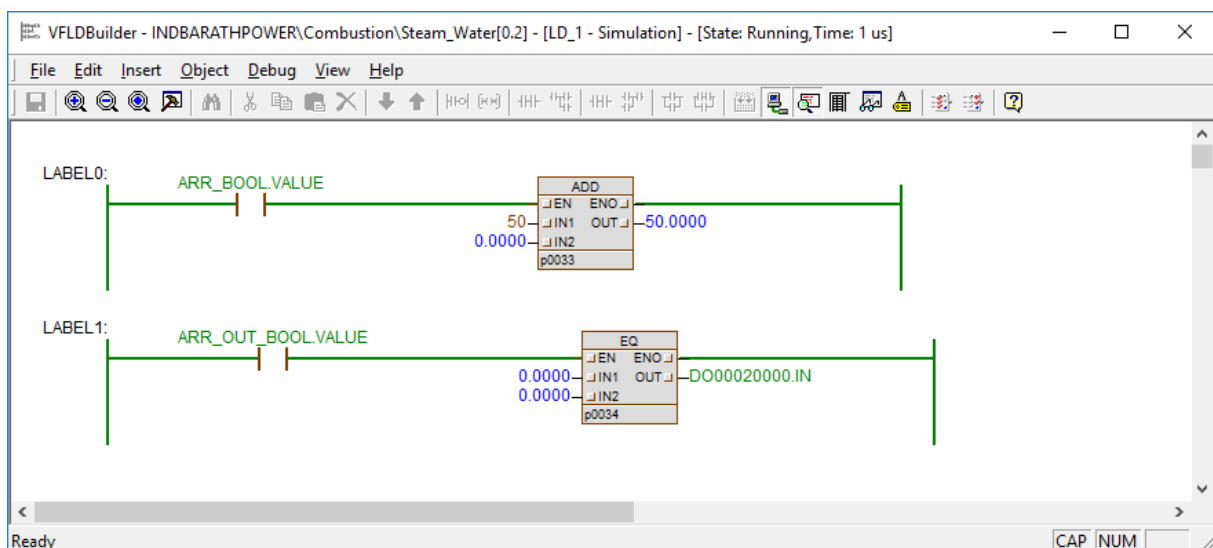 VFLDBuilder - INDBARATHPOWER\Combustion\Steam_Water[0.2] - [LD_1 - Simulation] - [State: Running,Time: 1 us]
File Edit Insert Object Debug View Help
LABEL0:
ARR_BOOL.VALUE
ADD
EN ENO
50 IN1 OUT 50.0000
0.0000 IN2
p0033
LABEL1:
ARR_OUT_BOOL.VALUE
EQ
EN ENO
0.0000 IN1 OUT DO00020000.IN
0.0000 IN2
p0034
Ready CAP NUM